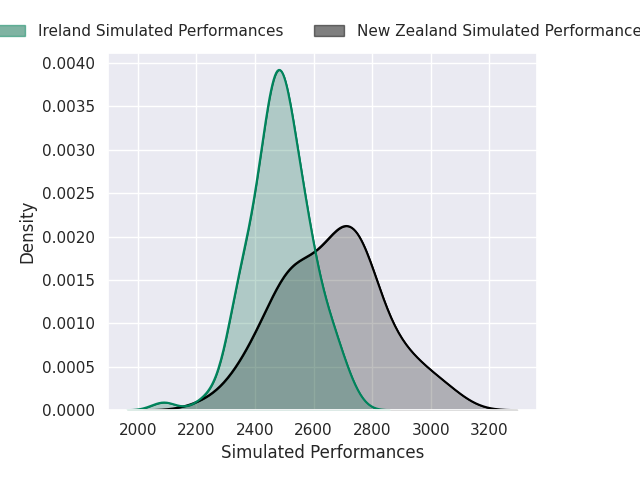 Ireland Simulated Performances New Zealand Simulated Performance
0.0040
0.0035
0.0030
0.0025
0.0020
0.0015
0.0010
0.0005
0.0000
Density
2000 2200 2400 2600 2800 3000 3200
Simulated Performances